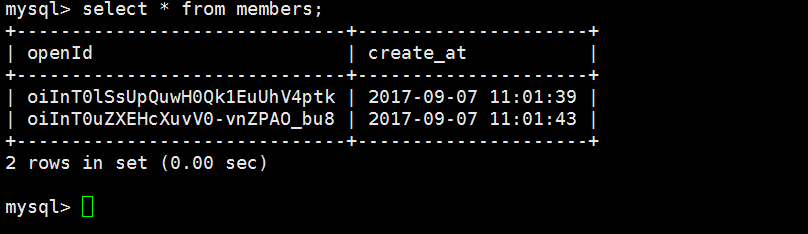 mysql> select * from members;
+------------------------------+---------------------+
| openId                       | create_at           |
+------------------------------+---------------------+
| oiInT0lSsUpQuwH0Qk1EuUhV4ptk | 2017-09-07 11:01:39 |
| oiInT0uZXEHcXuvV0-vnZPAO_bu8 | 2017-09-07 11:01:43 |
+------------------------------+---------------------+
2 rows in set (0.00 sec)
mysql>